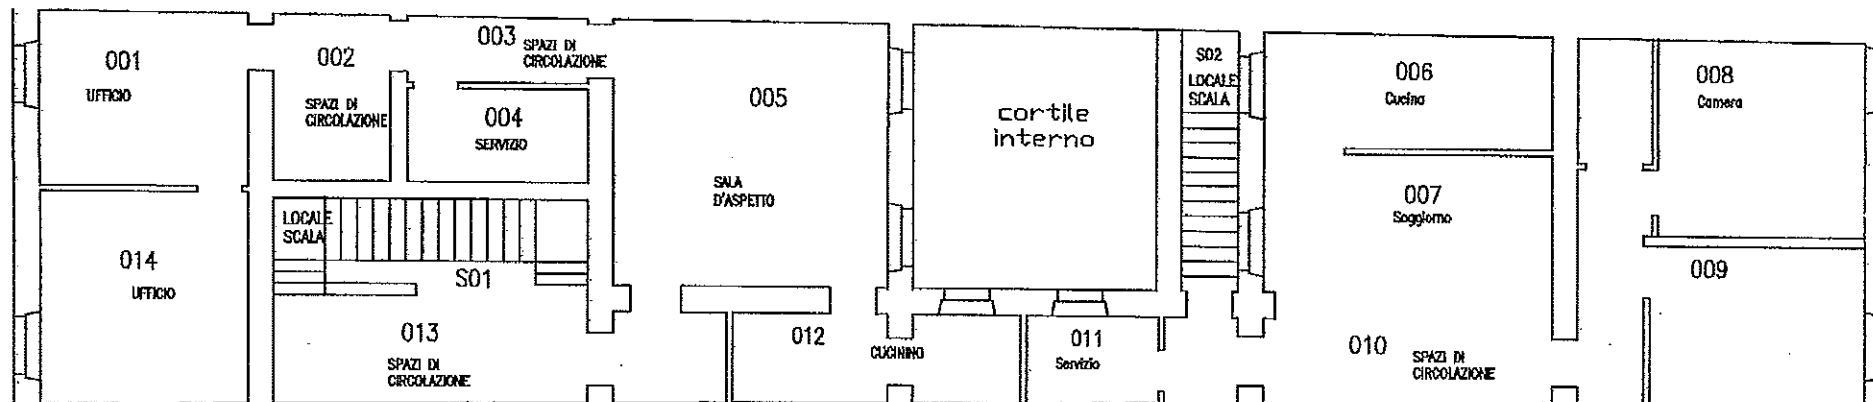 001
UFFICIO
002
SPAZI DI
CIRCOLAZIONE
003
SPAZI DI
CIRCOLAZIONE
004
SERVIZIO
005
SALA
D'ASPETTO
cortile
interno
S02
LOCALE
SCALA
006
Cucina
007
Soggiorno
008
Camera
009
014
UFFICIO
LOCALE
SCALA
S01
013
SPAZI DI
CIRCOLAZIONE
012
CUCININO
011
Servizio
010
SPAZI DI
CIRCOLAZIONE